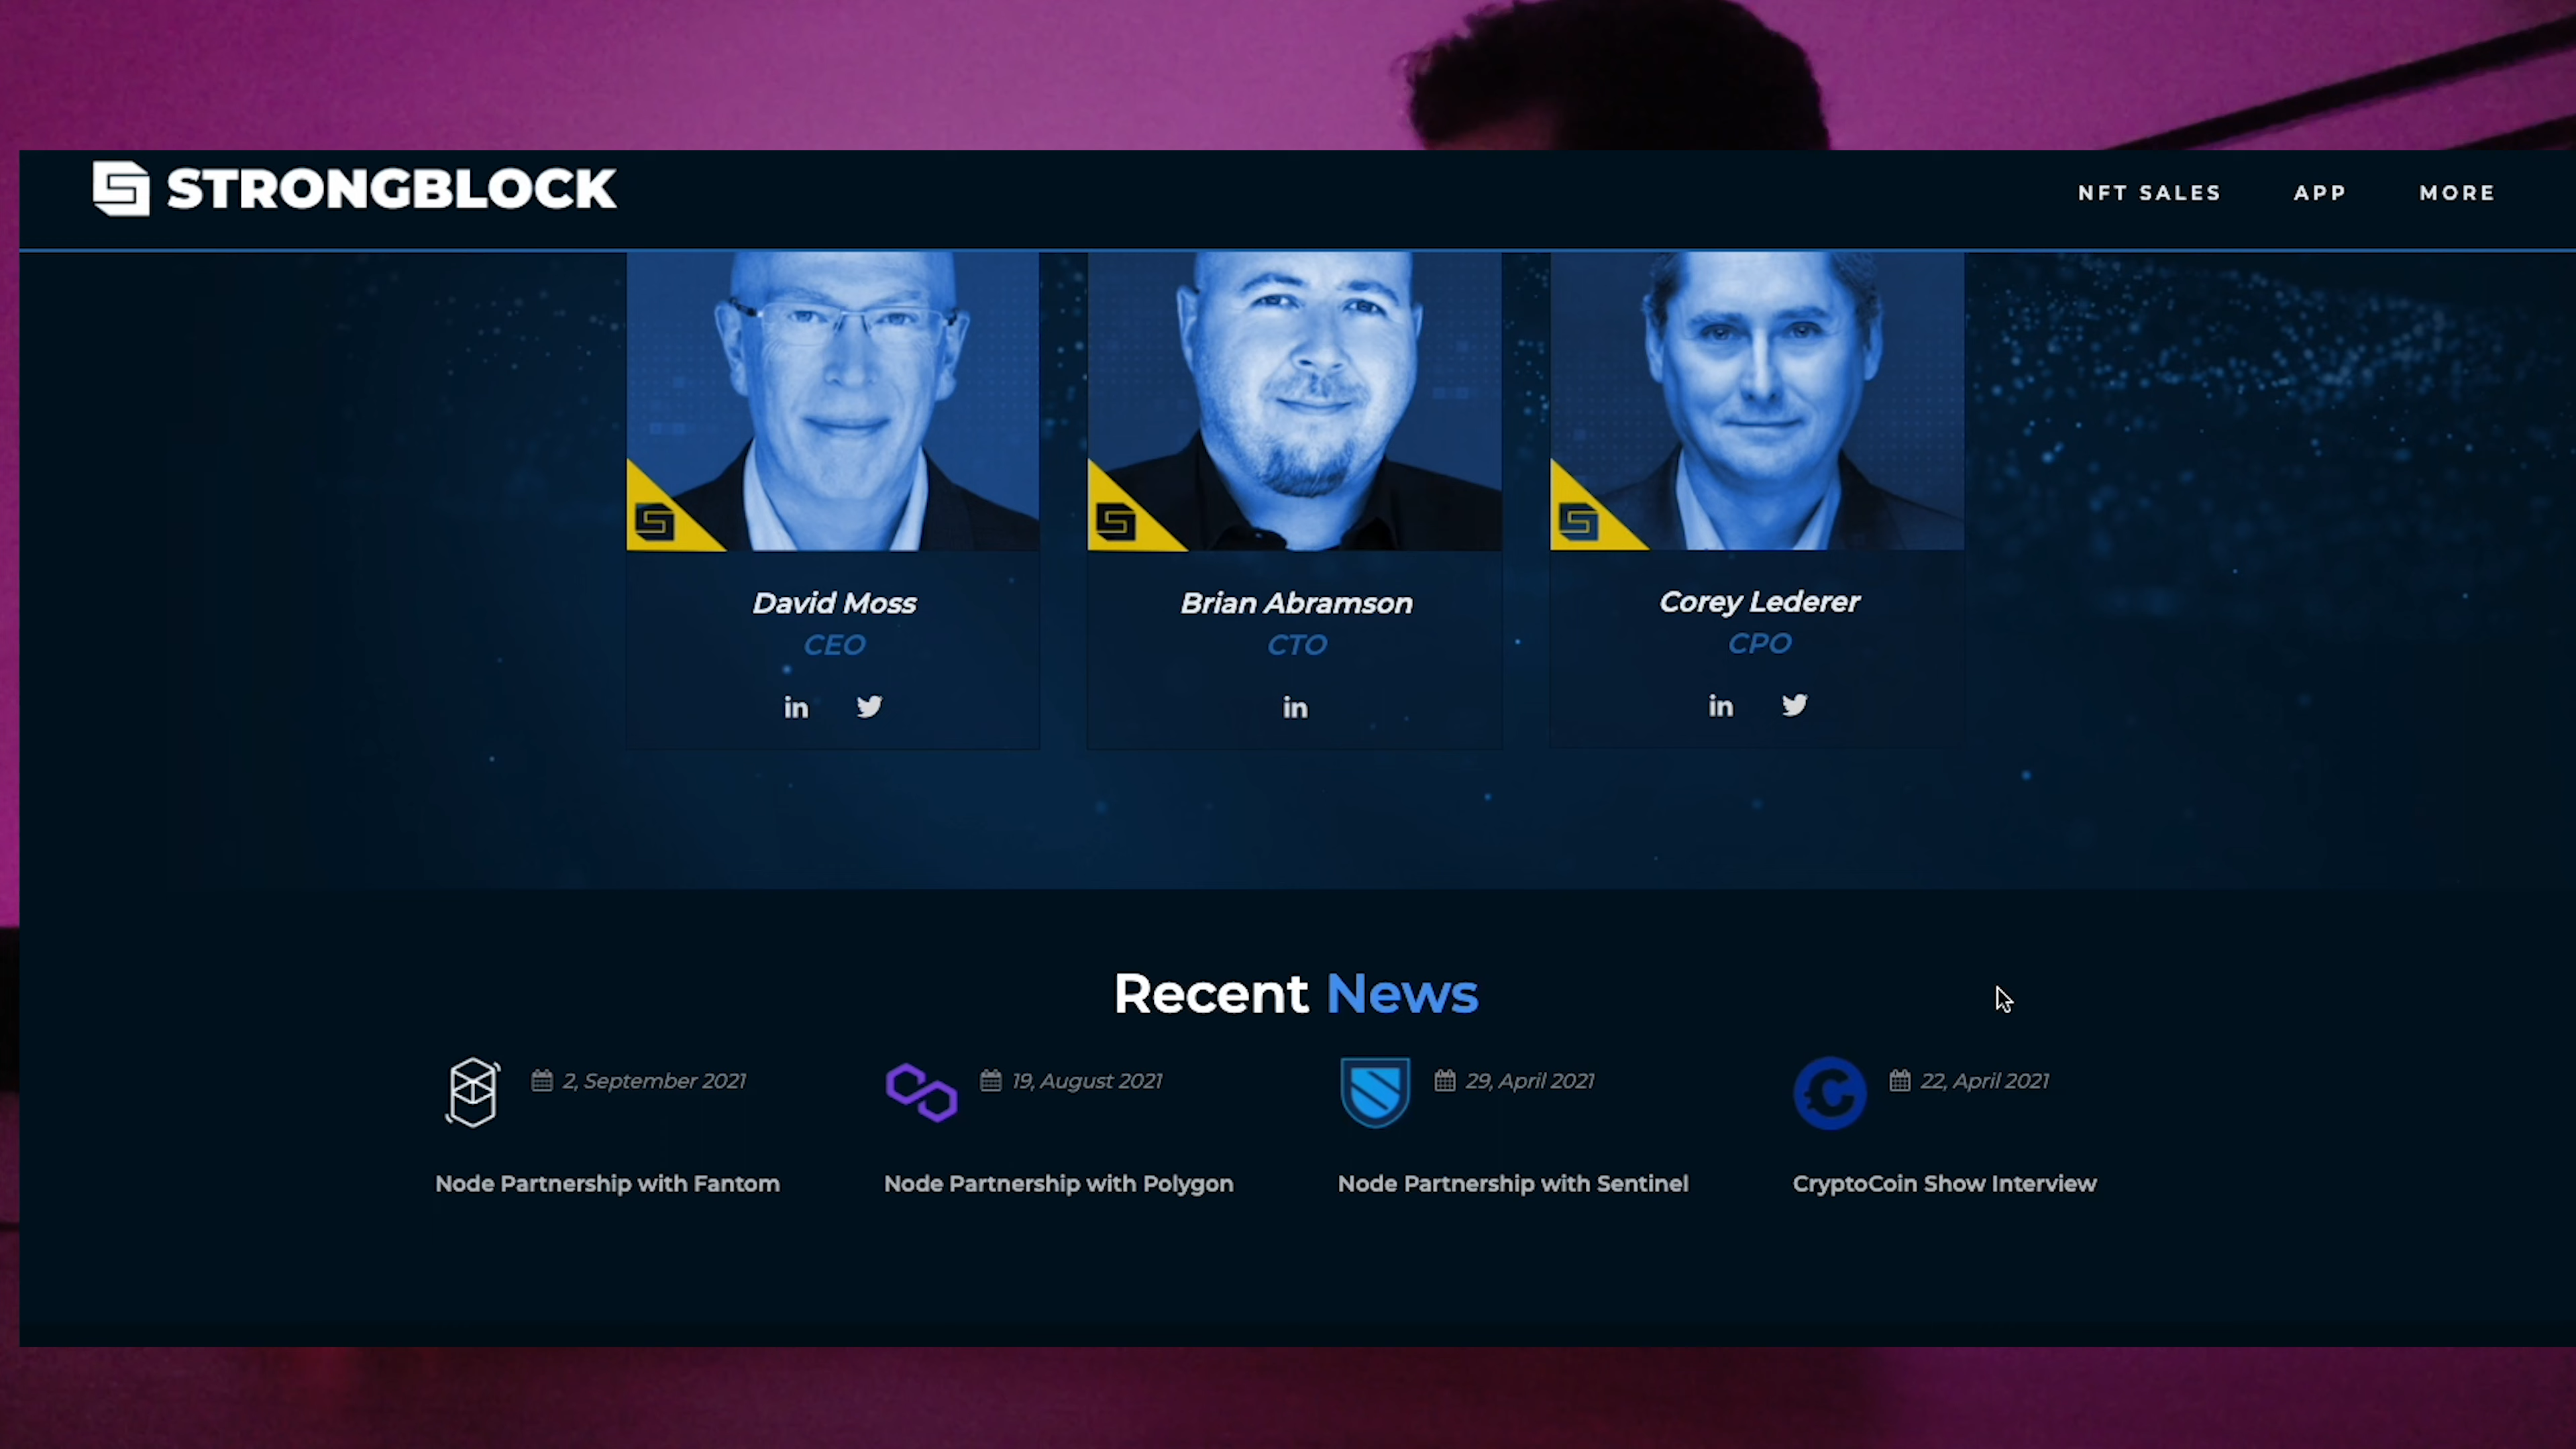 STRONGBLOCK
NFT SALES APP MORE
David Moss
CEO
Brian Abramson
CTO
Corey Lederer
CPO
Recent News
2, September 2021
Node Partnership with Fantom
19, August 2021
Node Partnership with Polygon
29, April 2021
Node Partnership with Sentinel
22, April 2021
CryptoCoin Show Interview